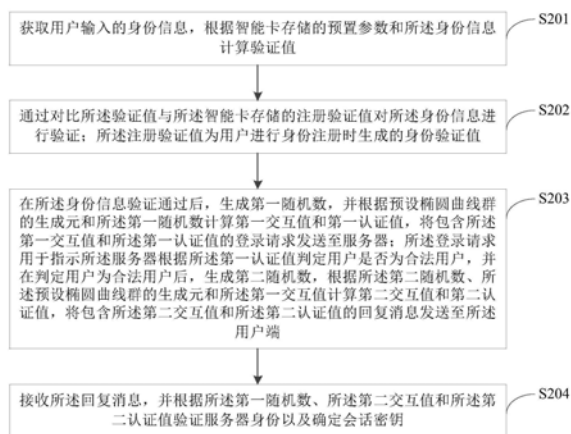 获取用户输入的身份信息，根据智能卡存储的预置参数和所述身份信息
计算验证值
S201
通过对比所述验证值与所述智能卡存储的注册验证值对所述身份信息进
行验证；所述注册验证值为用户进行身份注册时生成的身份验证值
S202
在所述身份信息验证通过后，生成第一随机数，并根据预设椭圆曲线群
的生成元和所述第一随机数计算第一交互值和第一认证值，将包含所述
第一交互值和所述第一认证值的登录请求发送至服务器；所述登录请求
用于指示所述服务器根据所述第一认证值判定用户是否为合法用户，并
在判定用户为合法用户后，生成第二随机数，根据所述第二随机数、所
述预设椭圆曲线群的生成元和所述第一交互值计算第二交互值和第二认
证值，将包含所述第二交互值和所述第二认证值的回复消息发送至所述
用户端
S203
接收所述回复消息，并根据所述第一随机数、所述第二交互值和所述第
二认证值验证服务器身份以及确定会话密钥
S204